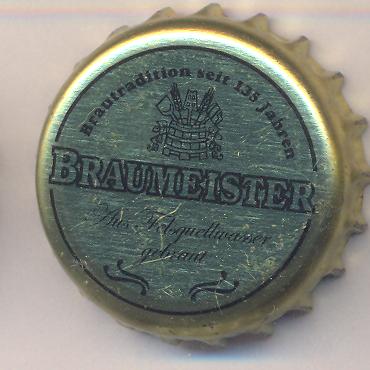 Brautradition seit 135 Jahren
BRAUMEISTER
Aus Felsquellwasser
gebraut